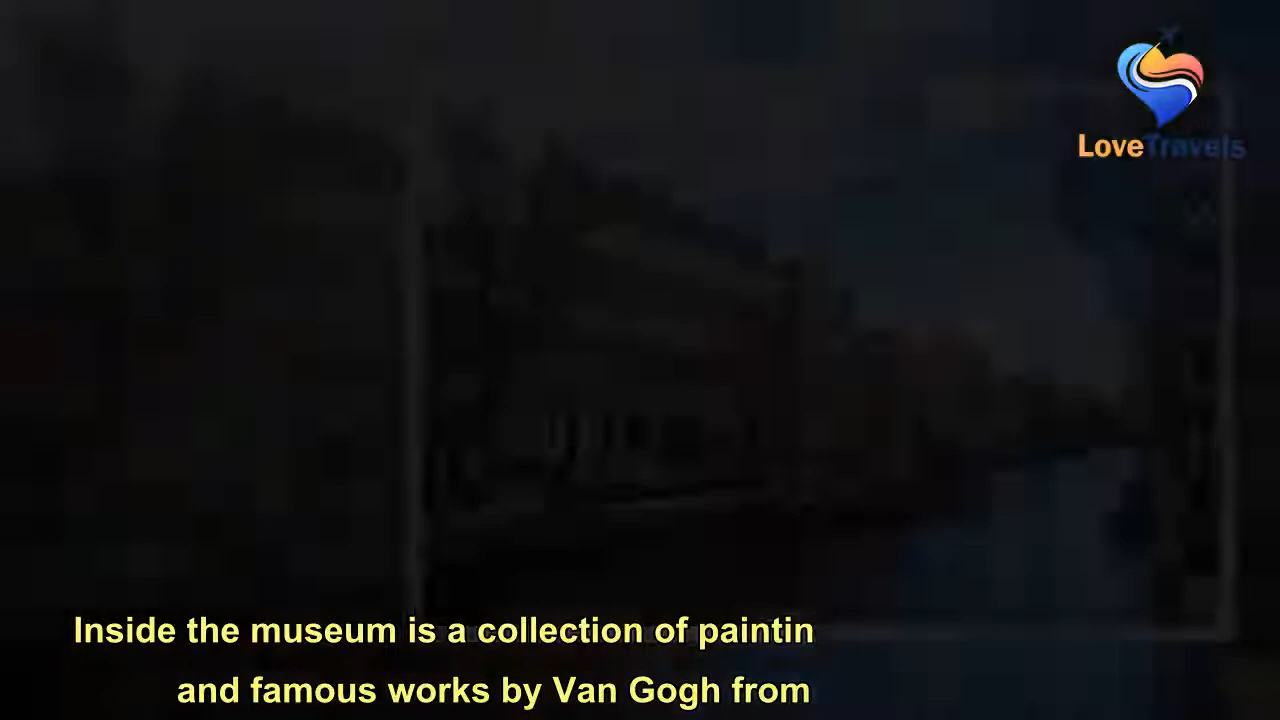 LoveTravels
Inside the museum is a collection of paintin
and famous works by Van Gogh from